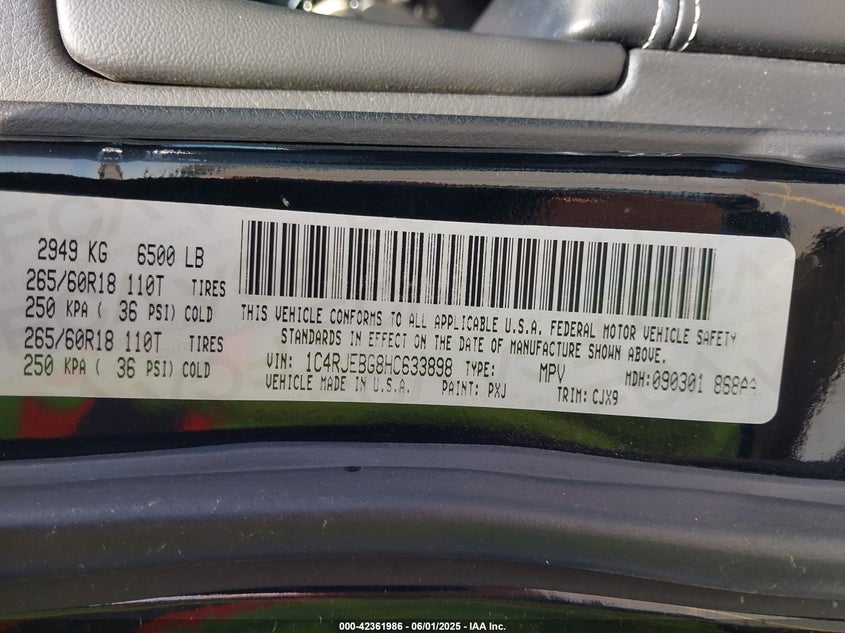 2949 KG 6500 LB
265/60R18 110T TIRES
250 KPA ( 36 PSI) COLD
265/60R18 110T TIRES
250 KPA ( 36 PSI) COLD
THIS VEHICLE CONFORMS TO ALL APPLICABLE U.S.A. FEDERAL MOTOR VEHICLE SAFETY
STANDARDS IN EFFECT ON THE DATE OF MANUFACTURE SHOWN ABOVE.
VIN: 1C4RJEBG8HC633898 TYPE: MPV MDH:090301 868AA
VEHICLE MADE IN U.S.A. PAINT: PXJ TRIM: CJX9
000-42361986 - 06/01/2025 - IAA Inc.